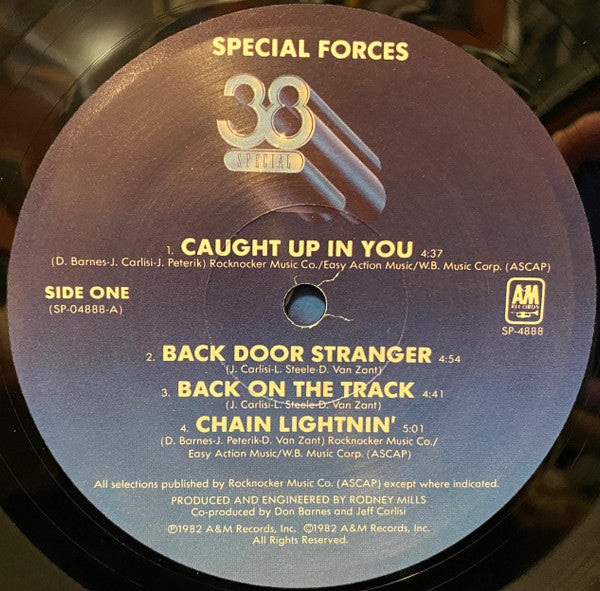 SPECIAL FORCES
38
SPECIAL
1. CAUGHT UP IN YOU 4:37
(D. Barnes-J. Carlisi-J. Peterik) Rocknocker Music Co./Easy Action Music/W.B. Music Corp. (ASCAP)
SIDE ONE
(SP-04888-A)
A&M
RECORDS
SP-4888
2. BACK DOOR STRANGER 4:54
(J. Carlisi-L. Steele-D. Van Zant)
3. BACK ON THE TRACK 4:41
(J. Carlisi-L. Steele-D. Van Zant)
4. CHAIN LIGHTNIN' 5:01
(D. Barnes-J. Peterik-D. Van Zant) Rocknocker Music Co./
Easy Action Music/W.B. Music Corp. (ASCAP)
All selections published by Rocknocker Music Co. (ASCAP) except where indicated.
PRODUCED AND ENGINEERED BY RODNEY MILLS
Co-produced by Don Barnes and Jeff Carlisi
℗1982 A&M Records, Inc. ©1982 A&M Records, Inc.
All Rights Reserved.